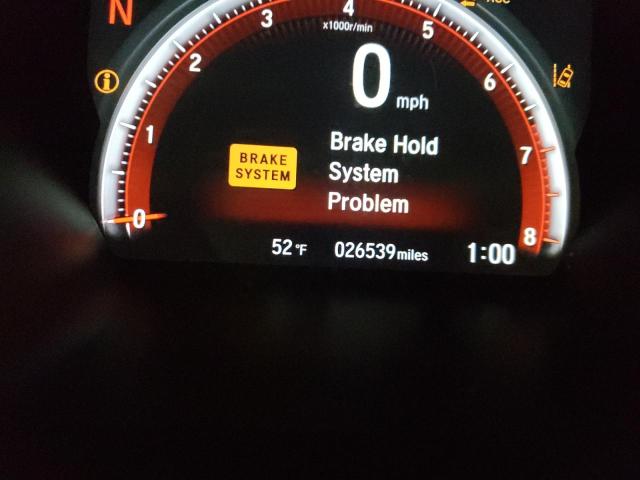 N
3
4
5
x1000r/min
2
6
0
mph
1
BRAKE
SYSTEM
Brake Hold
System
Problem
7
0
8
52°F
026539miles
1:00